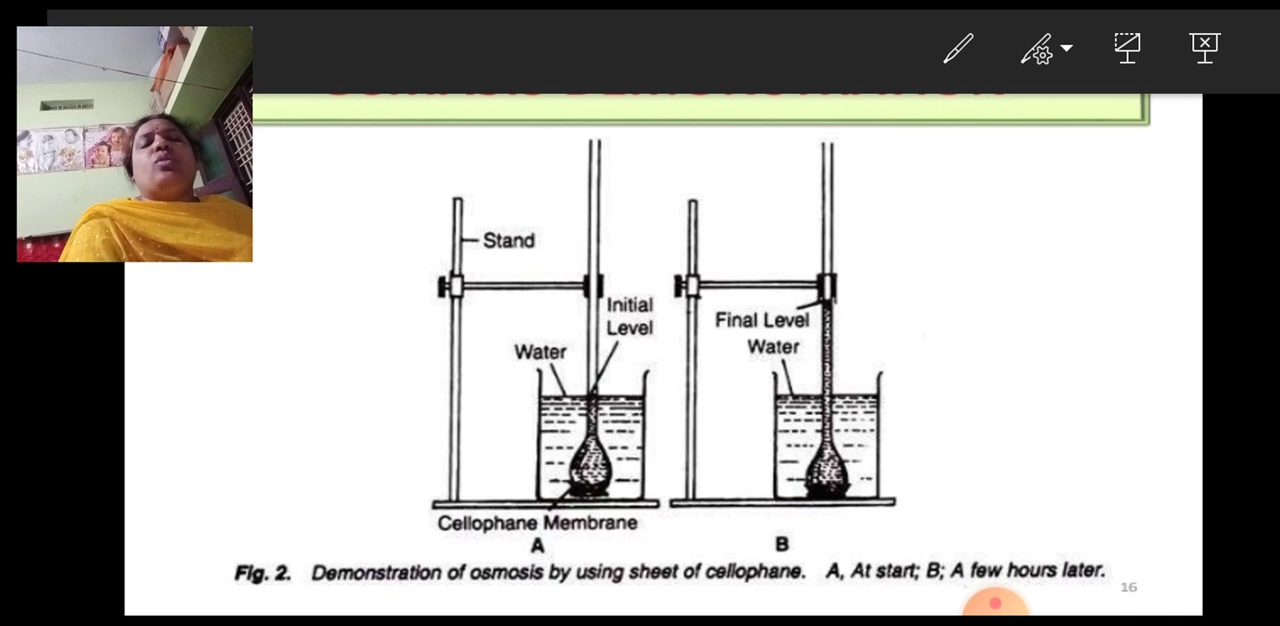 Stand
Initial
Level
Water
Final Level
Water
Cellophane Membrane
A
B
Fig. 2. Demonstration of osmosis by using sheet of cellophane. A, At start; B; A few hours later.
16